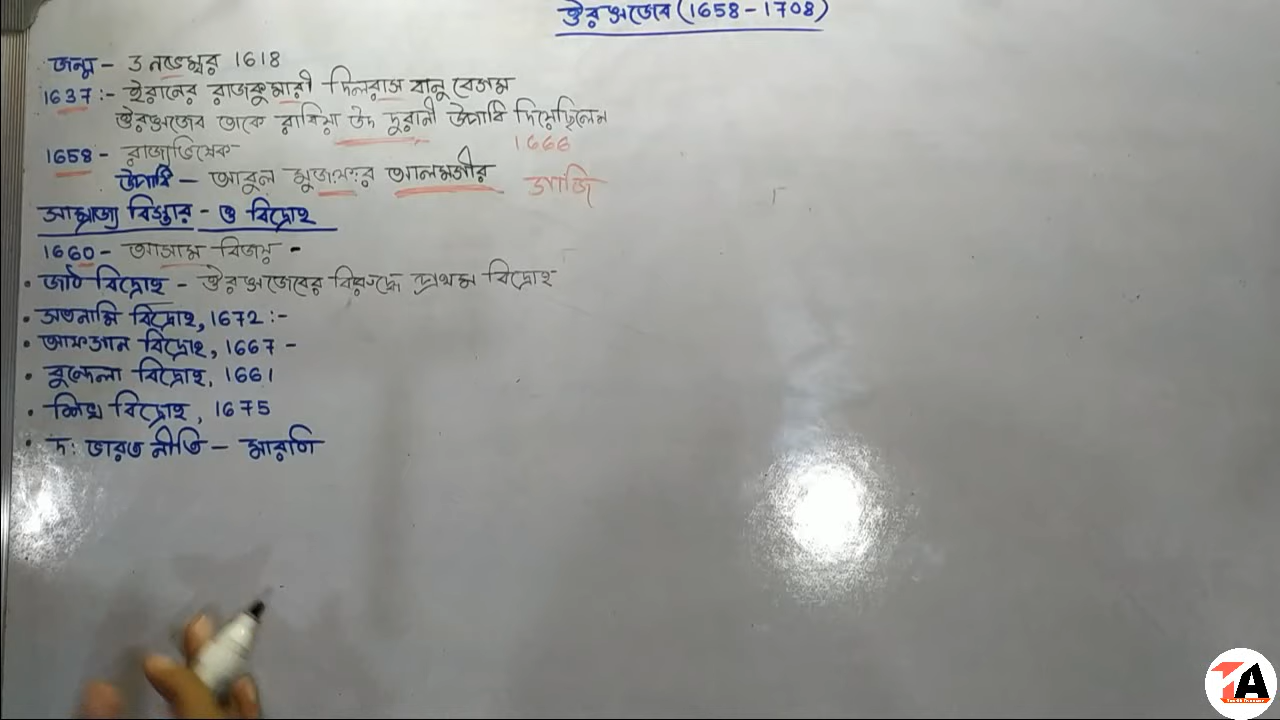 ঔরঙ্গজেব (1658 - 1708)
জন্ম - 3 নভেম্বর 1618
1637 :- ইরানের রাজকুমারী দিলরাস বানু বেগম
ঔরঙ্গজেব তাকে রাবিয়া উদ দুরানী উপাধি দিয়েছিলেন
1658 - রাজ্যাভিষেক 1666
উপাধি - আবুল মুজাফ্ফর আলমগীর গাজি
সাম্রাজ্য বিস্তার - ও বিদ্রোহ
1660 - আসাম বিজয় -
• জাঠ বিদ্রোহ - ঔরঙ্গজেবের বিরুদ্ধে প্রথম বিদ্রোহ
• সতনামি বিদ্রোহ, 1672 :-
• আফগান বিদ্রোহ, 1667 -
• বুন্দেলা বিদ্রোহ, 1661
• শিখ বিদ্রোহ, 1675
• দ: ভারত নীতি -
TA